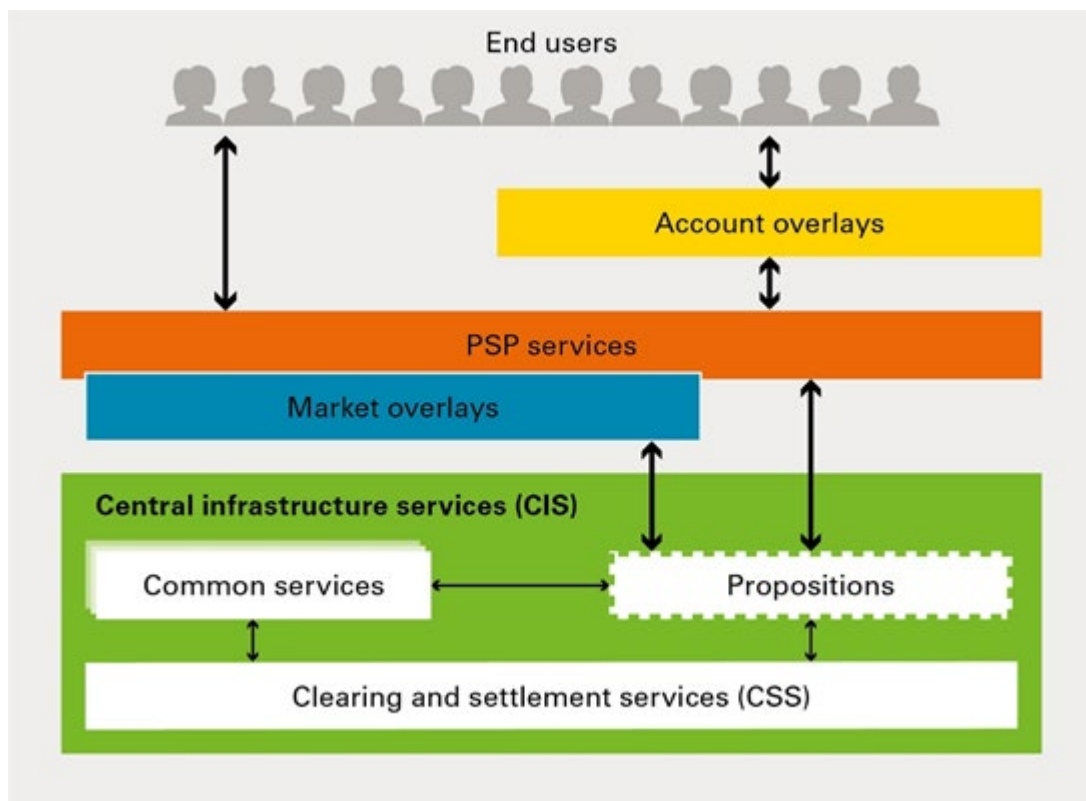 End users
Account overlays
PSP services
Market overlays
Central infrastructure services (CIS)
Common services
Propositions
Clearing and settlement services (CSS)